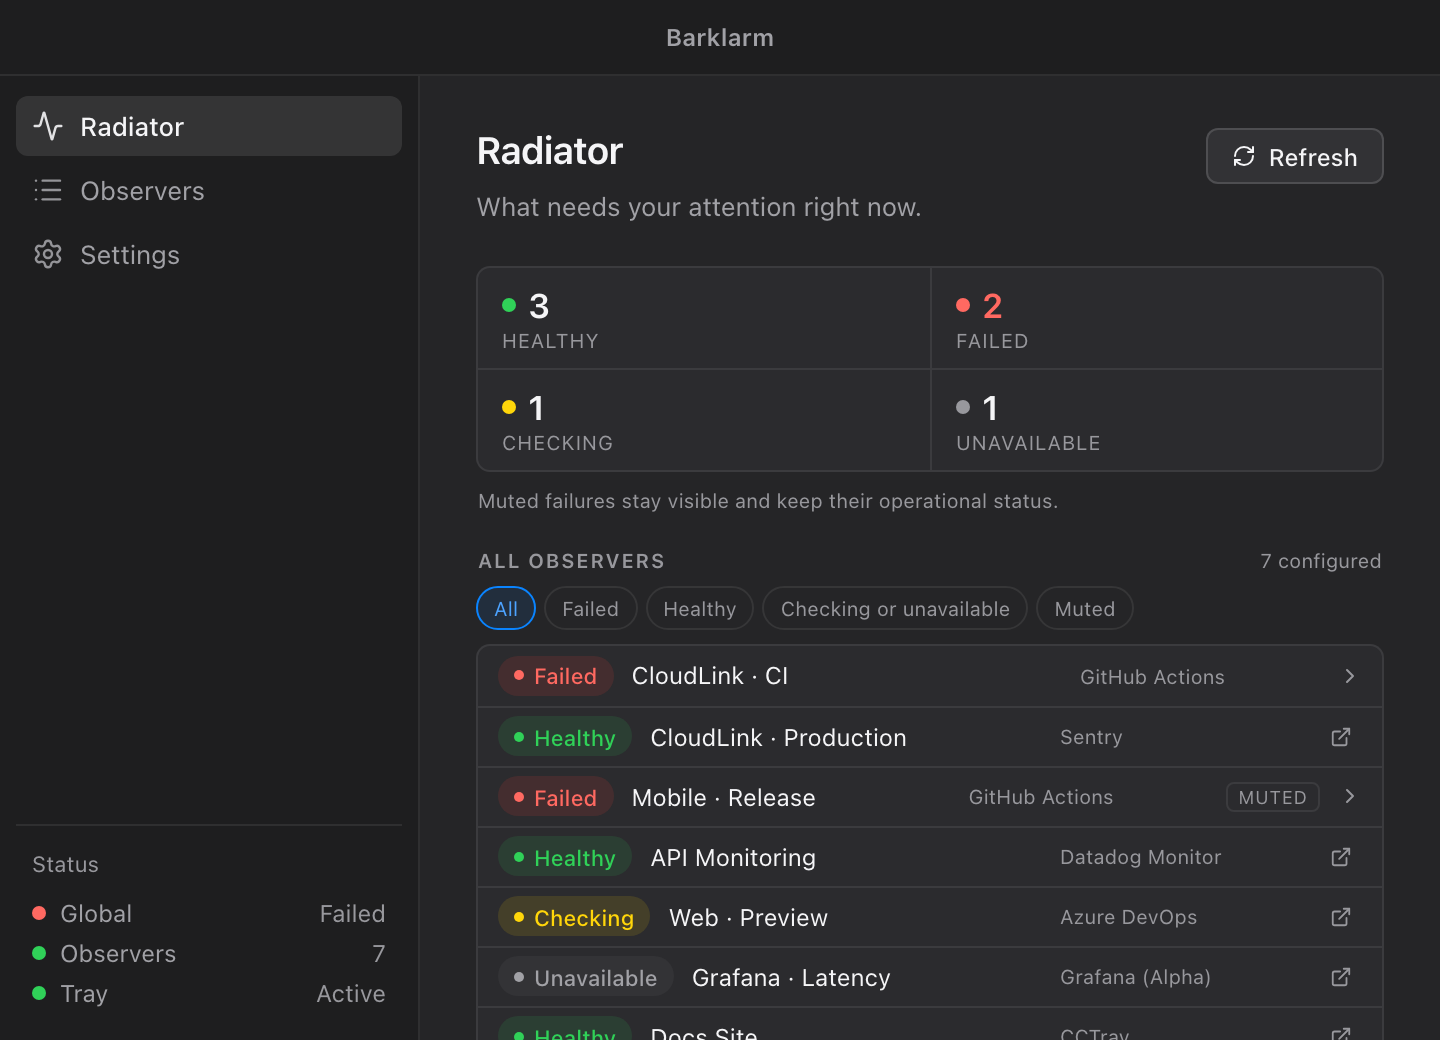 Barklarm
Radiator
Observers
Settings
Status
Global Failed
Observers 7
Tray Active
Radiator
Refresh
What needs your attention right now.
3
HEALTHY
2
FAILED
1
CHECKING
1
UNAVAILABLE
Muted failures stay visible and keep their operational status.
ALL OBSERVERS 7 configured
All Failed Healthy Checking or unavailable Muted
Failed CloudLink · CI GitHub Actions
Healthy CloudLink · Production Sentry
Failed Mobile · Release GitHub Actions MUTED
Healthy API Monitoring Datadog Monitor
Checking Web · Preview Azure DevOps
Unavailable Grafana · Latency Grafana (Alpha)
Healthy Docs Site CCTray